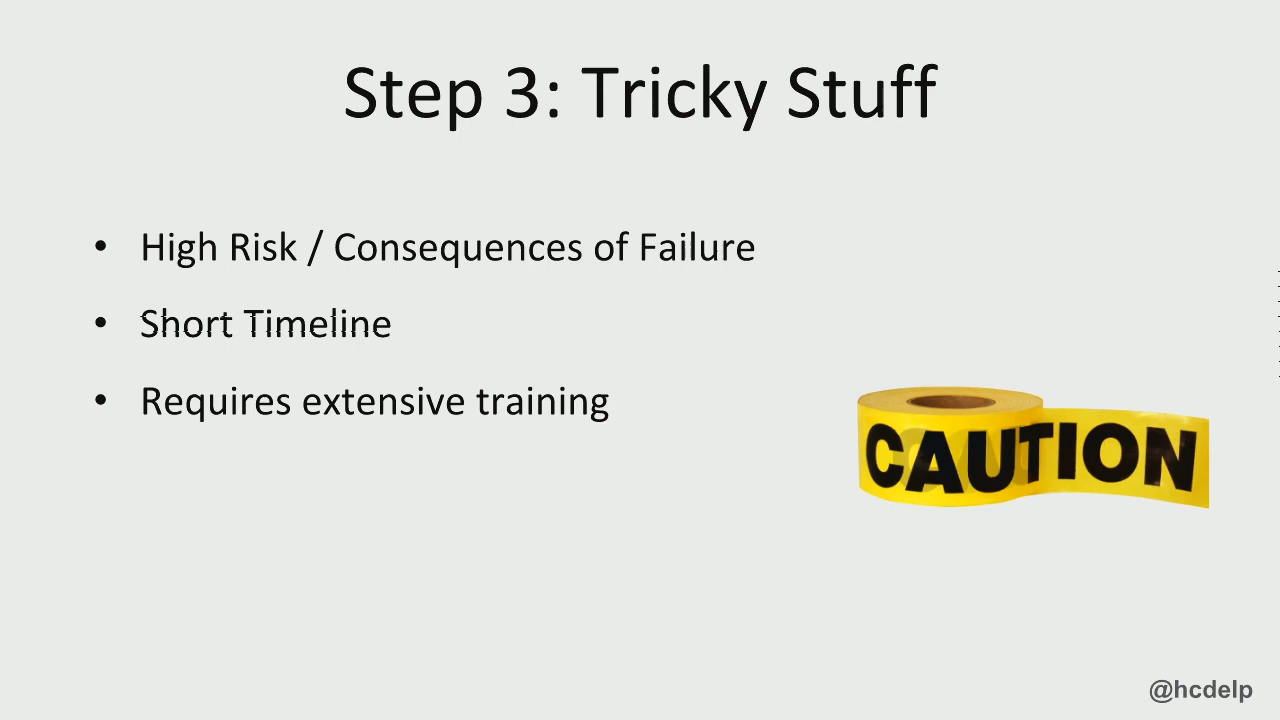 Step 3: Tricky Stuff
• High Risk / Consequences of Failure
• Short Timeline
• Requires extensive training
CAUTION
@hcdelp